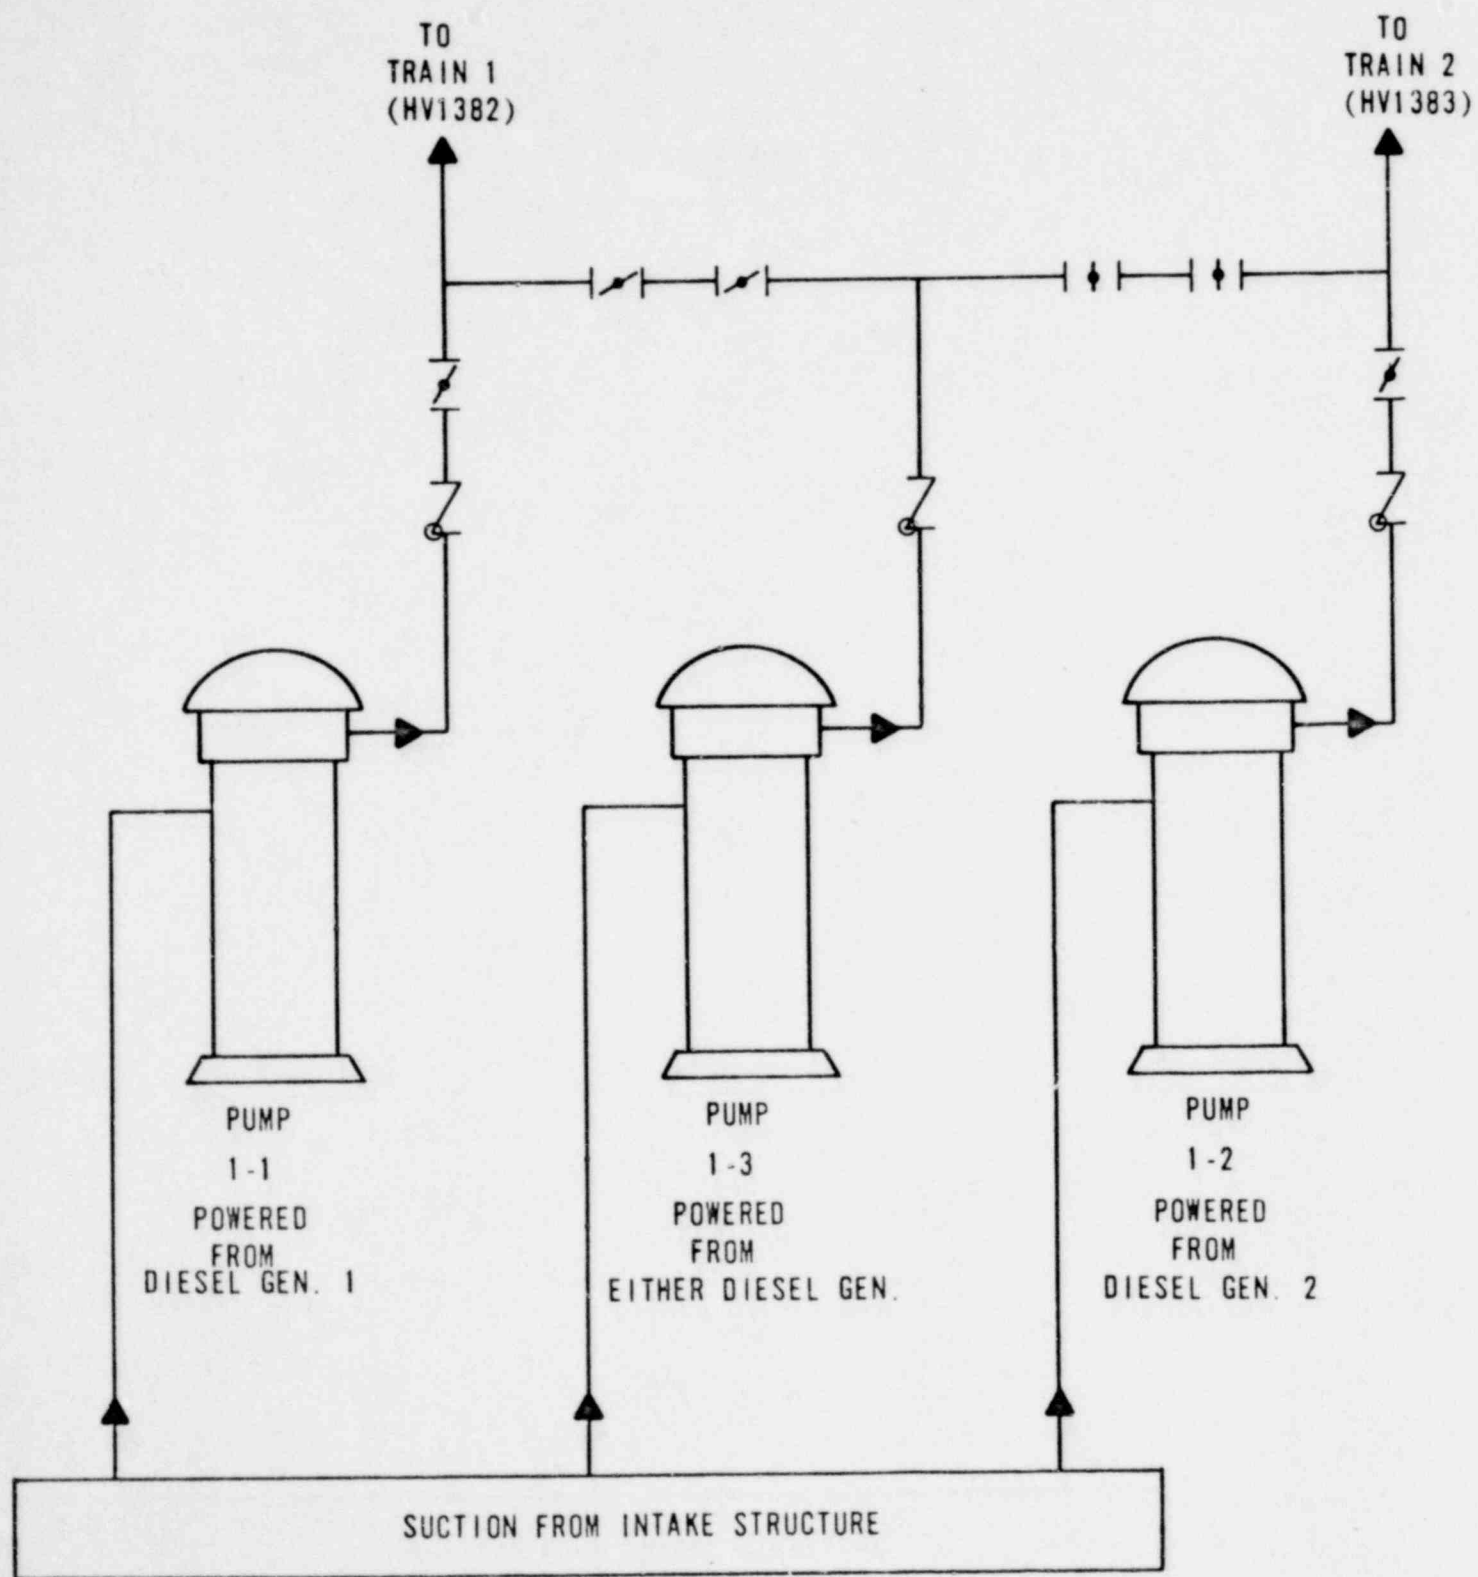 TO
TRAIN 1
(HV1382)
TO
TRAIN 2
(HV1383)
PUMP
1-1
POWERED
FROM
DIESEL GEN. 1
PUMP
1-3
POWERED
FROM
EITHER DIESEL GEN.
PUMP
1-2
POWERED
FROM
DIESEL GEN. 2
SUCTION FROM INTAKE STRUCTURE